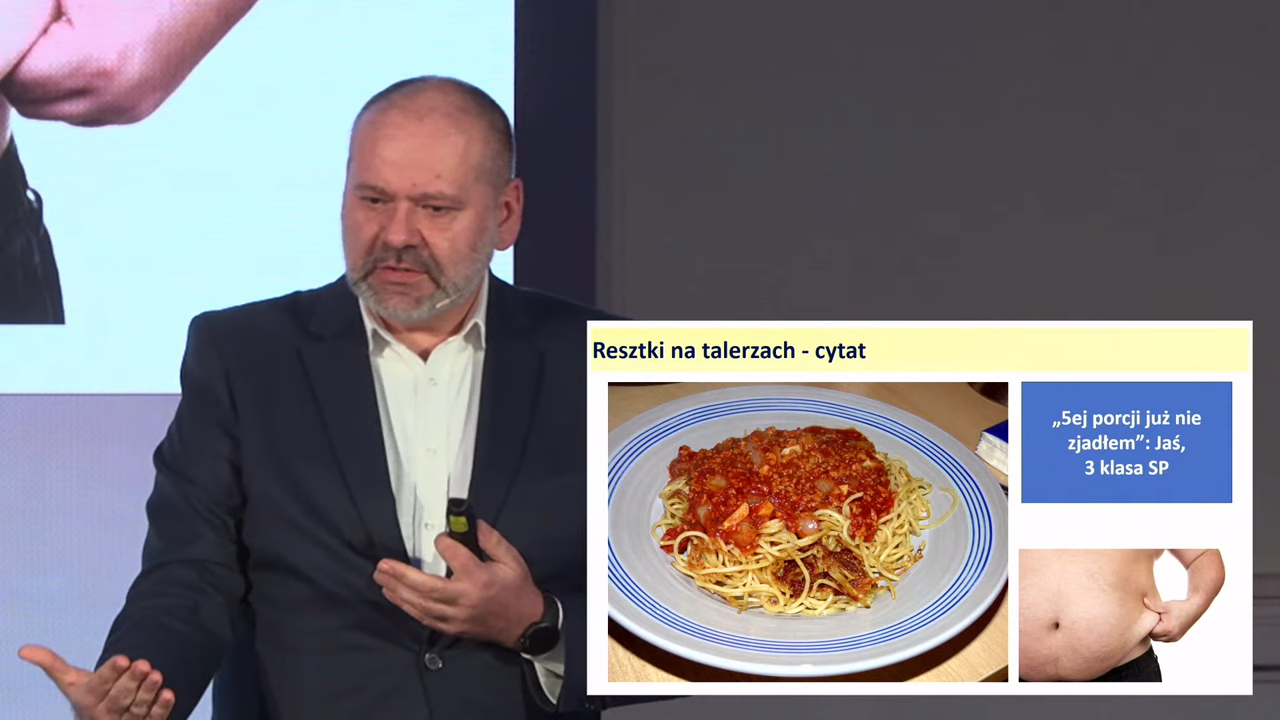 Resztki na talerzach - cytat
„5ej porcji już nie
zjadłem”: Jaś,
3 klasa SP